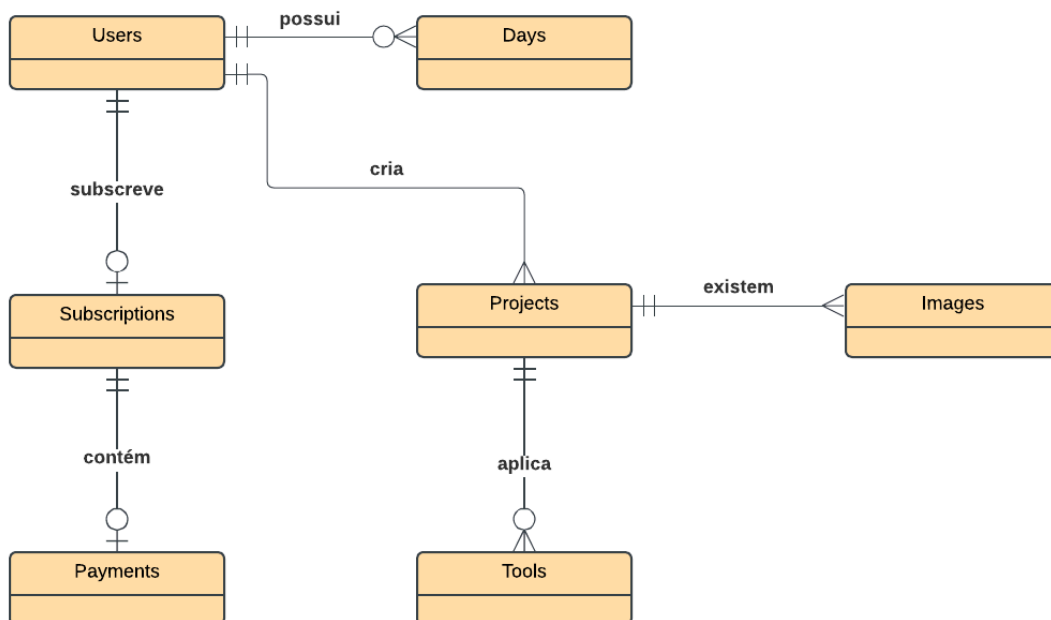 possui
Users
Days
cria
subscreve
existem
Subscriptions
Projects
Images
contém
aplica
Payments
Tools